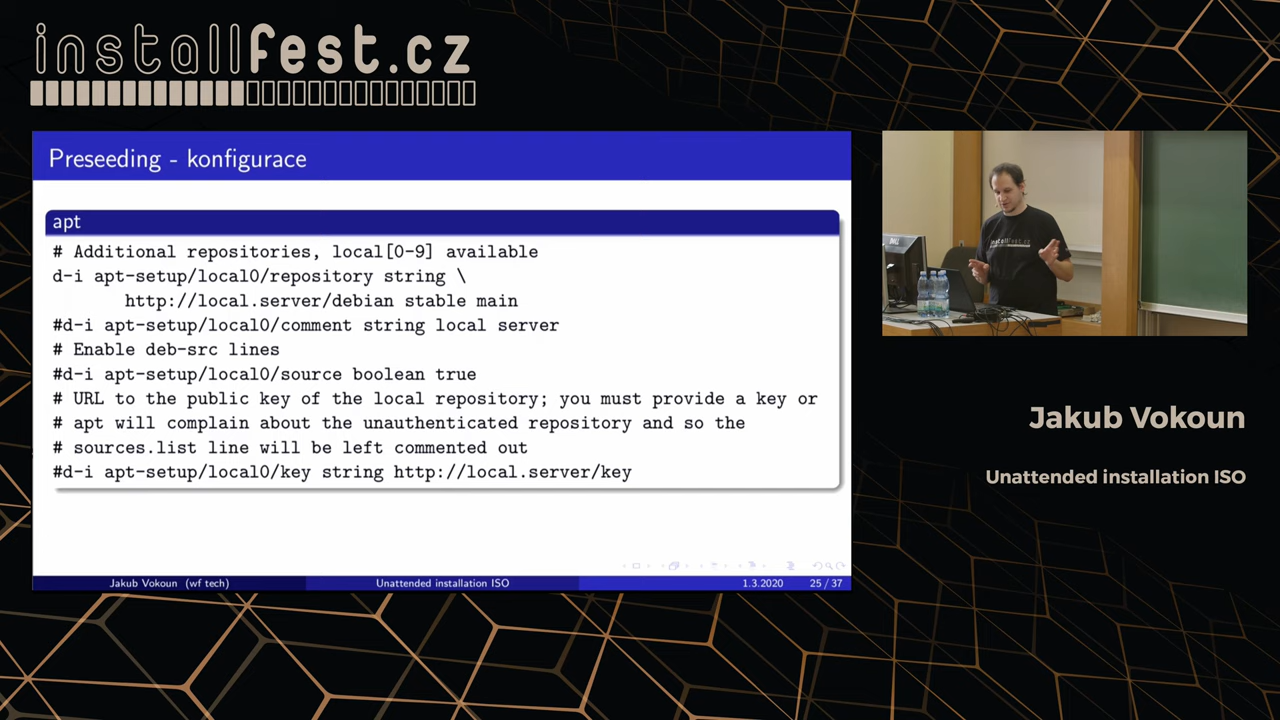 installfest.cz
Preseeding - konfigurace
apt
# Additional repositories, local[0-9] available
d-i apt-setup/local0/repository string \
http://local.server/debian stable main
#d-i apt-setup/local0/comment string local server
# Enable deb-src lines
#d-i apt-setup/local0/source boolean true
# URL to the public key of the local repository; you must provide a key or
# apt will complain about the unauthenticated repository and so the
# sources.list line will be left commented out
#d-i apt-setup/local0/key string http://local.server/key
Jakub Vokoun (wf tech) Unattended installation ISO 1.3.2020 25 / 37
installfest.cz
Jakub Vokoun
Unattended installation ISO